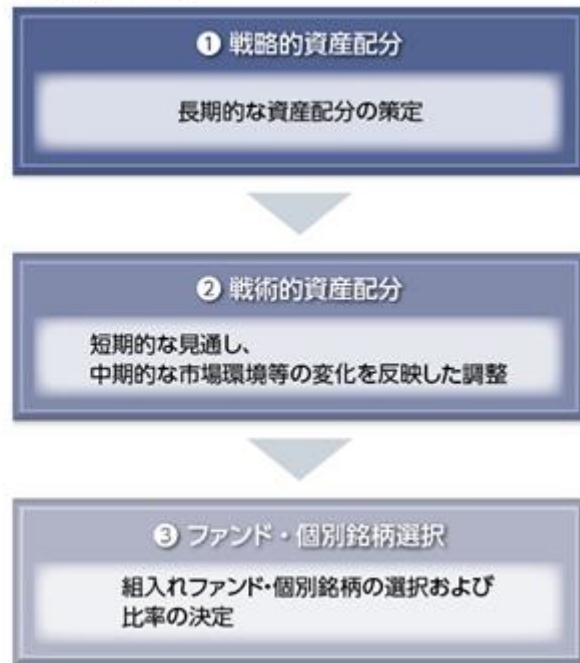 ❶ 戦略的資産配分
長期的な資産配分の策定
❷ 戦術的資産配分
短期的な見通し、
中期的な市場環境等の変化を反映した調整
❸ ファンド・個別銘柄選択
組入れファンド・個別銘柄の選択および
比率の決定